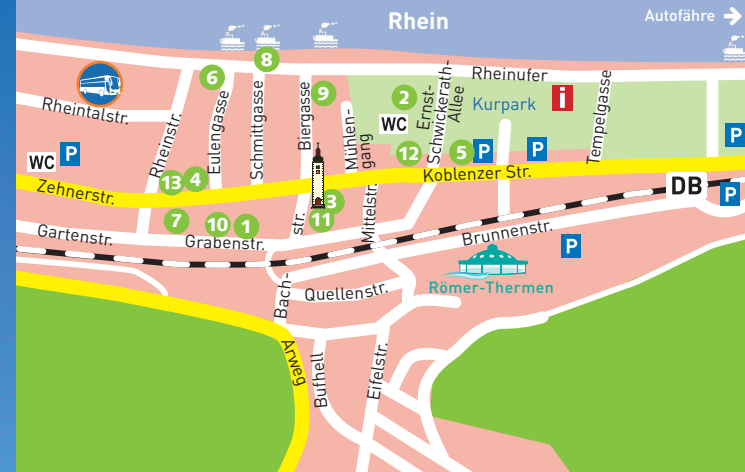 Rhein
Autofähre
Rheinufer
8
6
9
2
i
Kurpark
Rheintalstr.
Rheinstr.
Eulengasse
Schmittgasse
Biergasse
Mühlen-
gang
WC
Ernst-
Schwickerath-
Allee
Tempelgasse
P
WC
P
12
5
P
P
13
4
Zehnerstr.
Koblenzer Str.
DB
P
7
10
1
3
11
Mittelstr.
Gartenstr.
Grabenstr.
Bach-
str.
Brunnenstr.
P
Quellenstr.
Römer-Thermen
Arweg
Bufhell
Eifelstr.